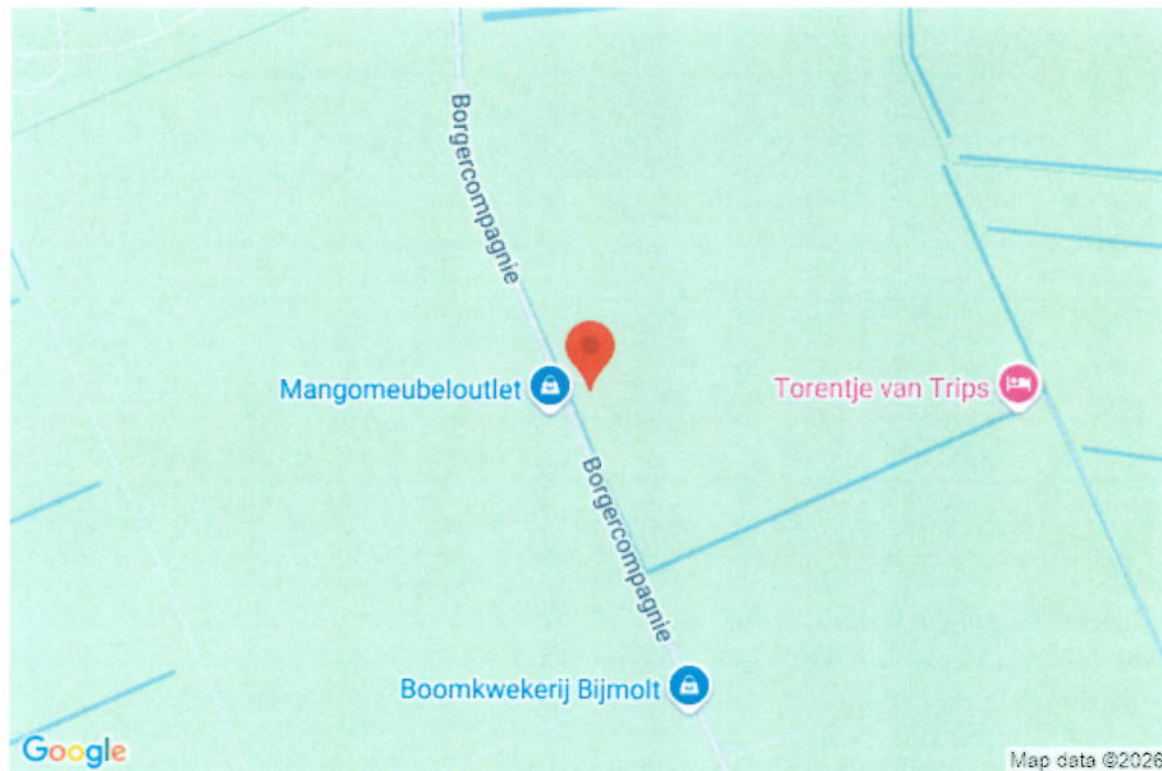 Borgercompagnie
Mangomeubeloutlet
Torentje van Trips
Borgercompagnie
Boomkwekerij Bijmolt
Google
Map data ©2026